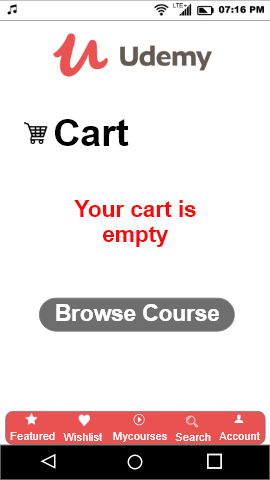 LTE 07:16 PM
Udemy
Cart
Your cart is
empty
Browse Course
Featured Wishlist Mycourses Search Account